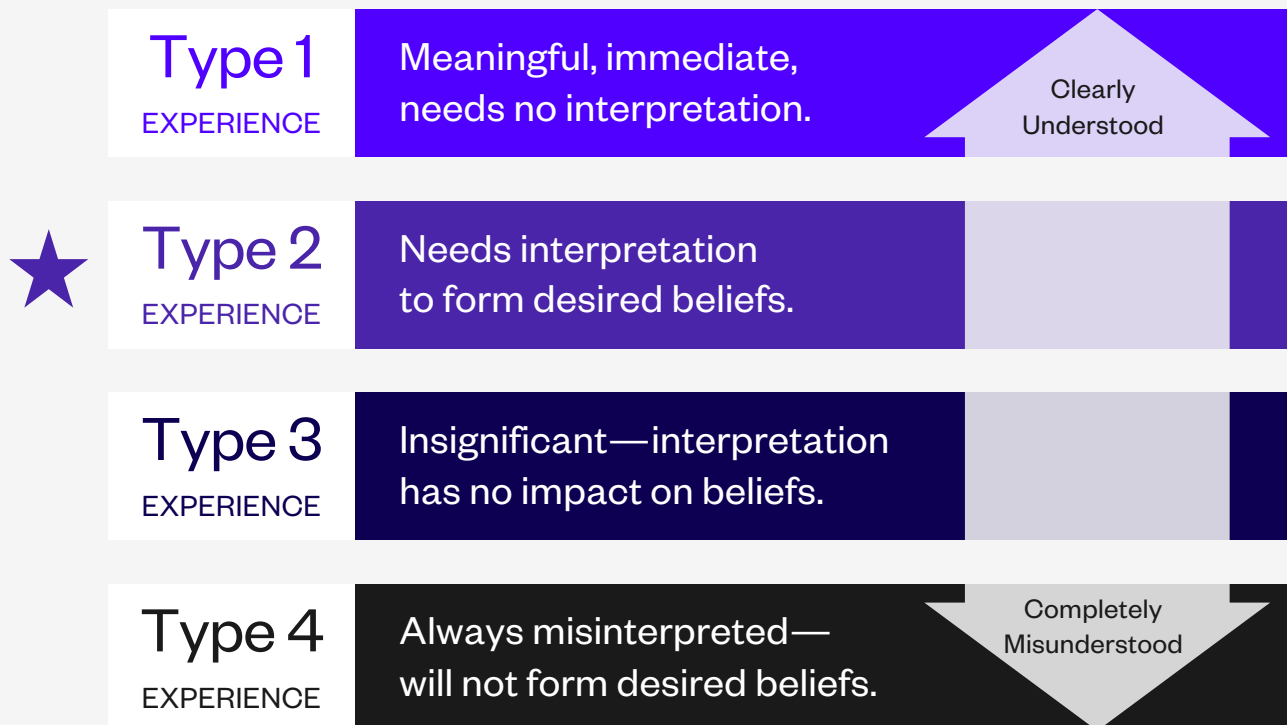 Type 1
EXPERIENCE
Meaningful, immediate,
needs no interpretation.
Clearly
Understood
Type 2
EXPERIENCE
Needs interpretation
to form desired beliefs.
Type 3
EXPERIENCE
Insignificant—interpretation
has no impact on beliefs.
Type 4
EXPERIENCE
Always misinterpreted—
will not form desired beliefs.
Completely
Misunderstood